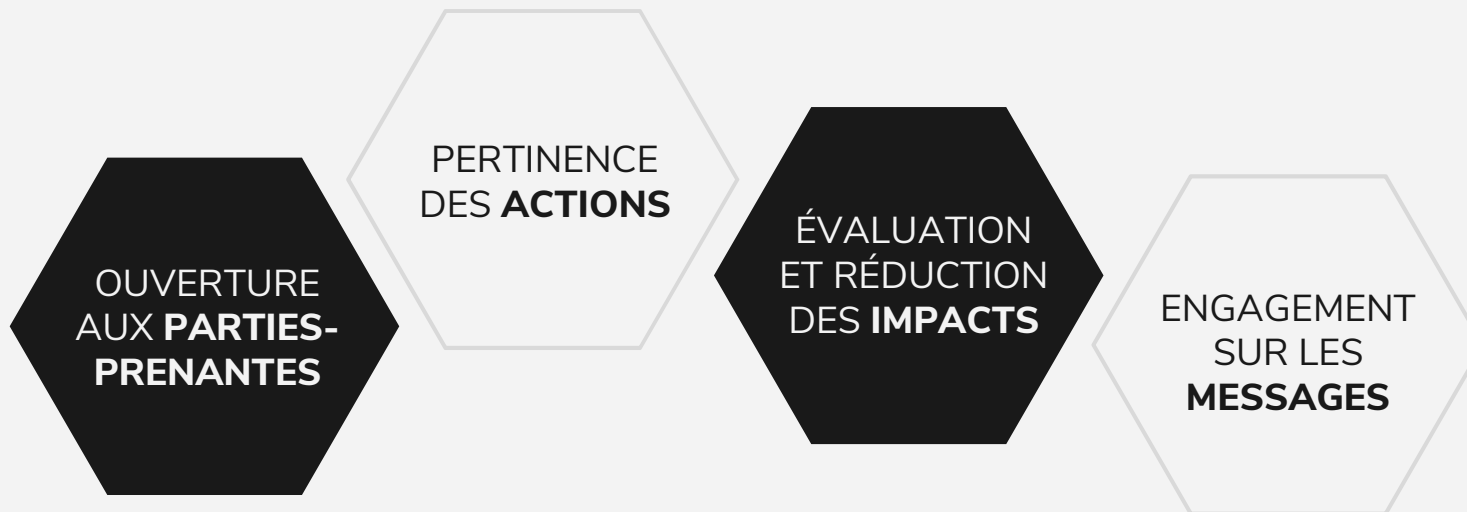 OUVERTURE
AUX PARTIES-
PRENANTES
PERTINENCE
DES ACTIONS
ÉVALUATION
ET RÉDUCTION
DES IMPACTS
ENGAGEMENT
SUR LES
MESSAGES